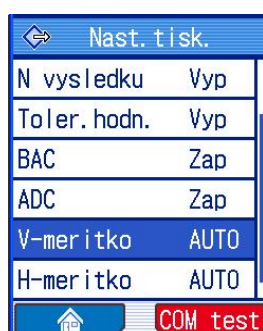 Nast.tisk.
N vysledku Vyp
Toler.hodn. Vyp
BAC Zap
ADC Zap
V-meritko AUTO
H-meritko AUTO
COM test